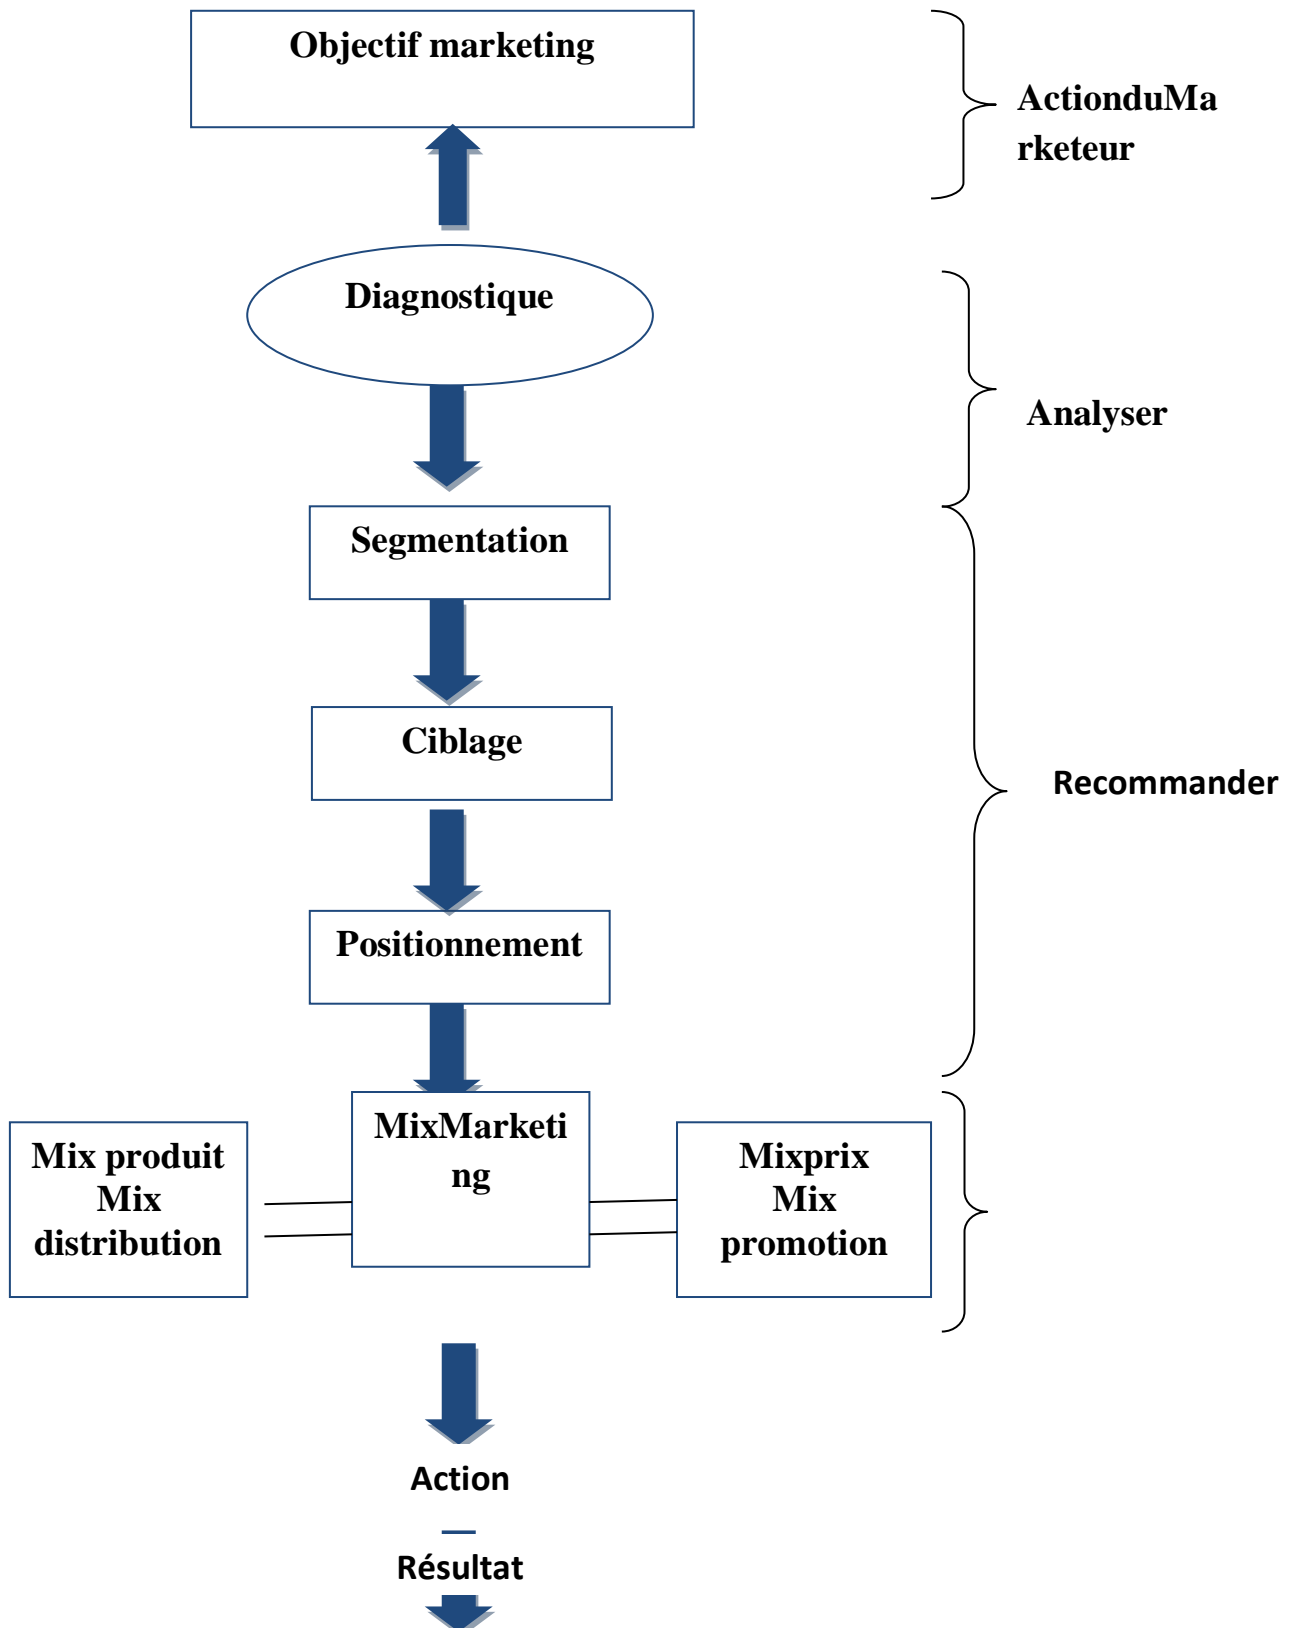 Objectif marketing
ActionduMa
rketeur
Diagnostique
Analyser
Segmentation
Ciblage
Recommander
Positionnement
Mix produit
Mix
distribution
MixMarketi
ng
Mixprix
Mix
promotion
Action
Résultat